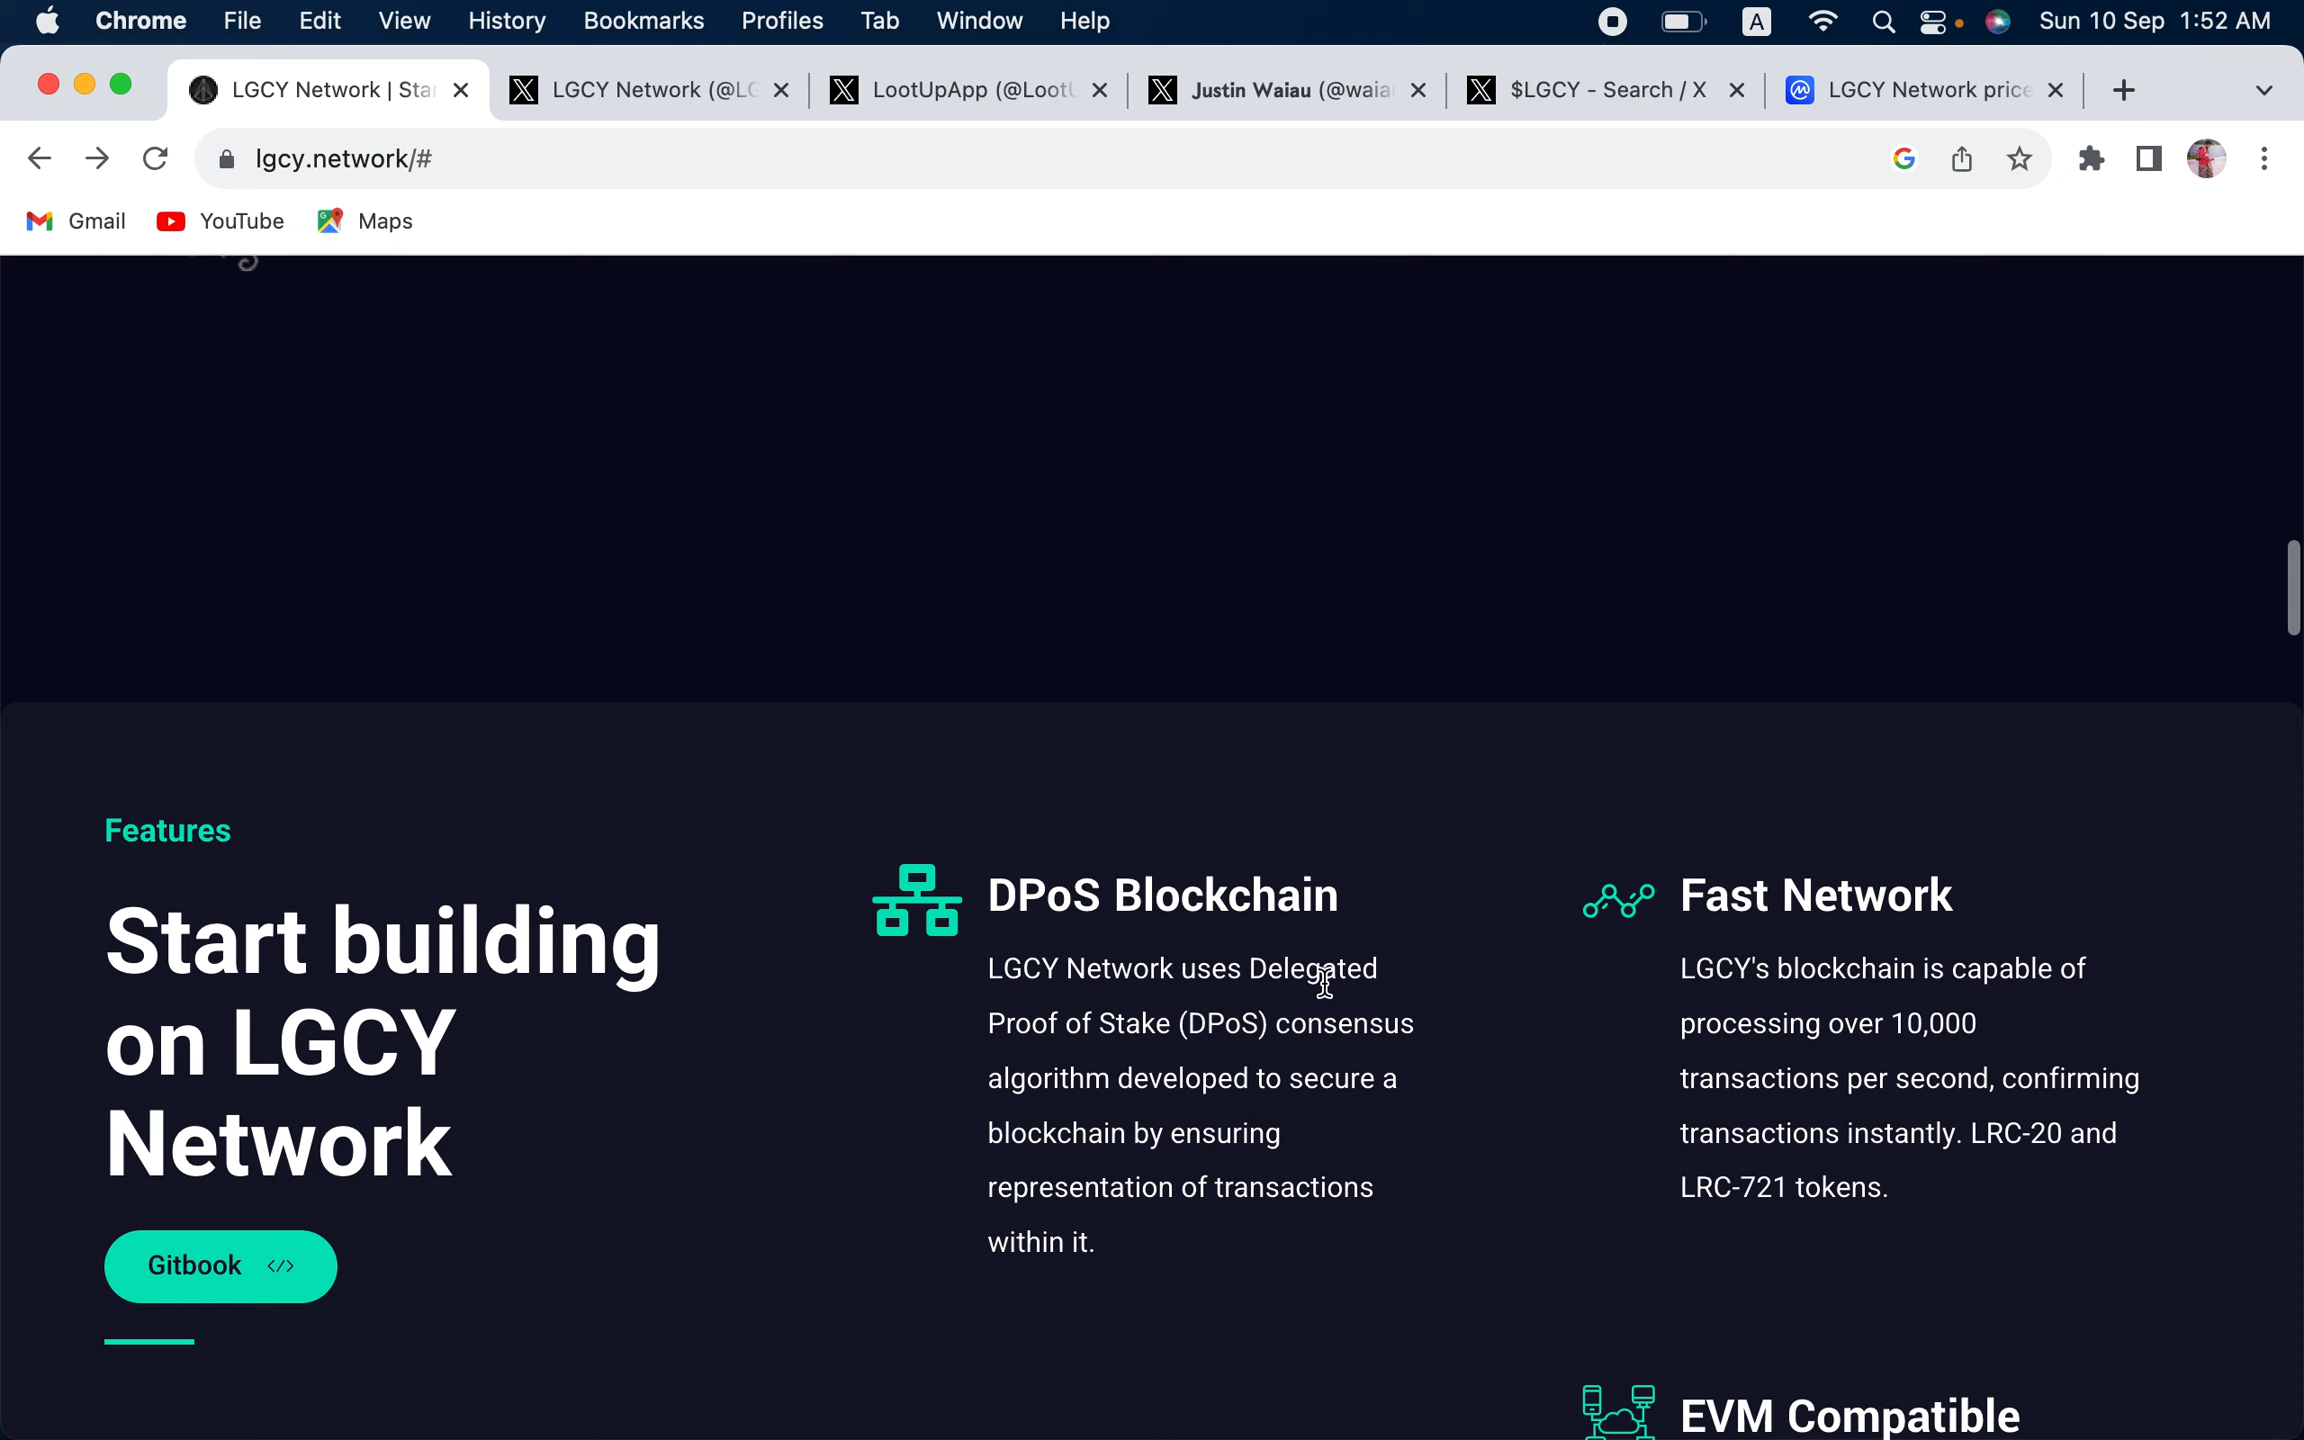 Chrome File Edit View History Bookmarks Profiles Tab Window Help A Sun 10 Sep 1:52 AM
LGCY Network | Sta LGCY Network (@LG LootUpApp (@Loot Justin Waiau (@waia $LGCY - Search / X LGCY Network price
lgcy.network/#
Gmail YouTube Maps
Features
Start building
on LGCY
Network
Gitbook </>
DPoS Blockchain
LGCY Network uses Delegated
Proof of Stake (DPoS) consensus
algorithm developed to secure a
blockchain by ensuring
representation of transactions
within it.
Fast Network
LGCY's blockchain is capable of
processing over 10,000
transactions per second, confirming
transactions instantly. LRC-20 and
LRC-721 tokens.
EVM Compatible